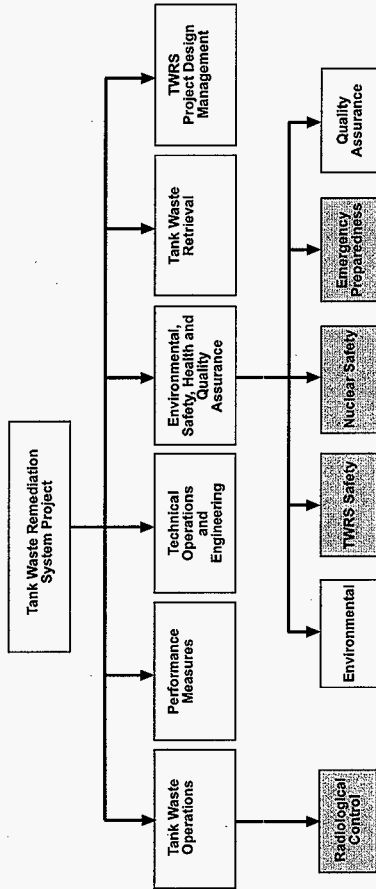 Tank Waste Remediation
System Project
Tank Waste
Operations
Performance
Measures
Technical
Operations
and
Engineering
Environmental,
Safety, Health and
Quality
Assurance
Tank Waste
Retrieval
TWRS
Project Design
Management
Radiological
Control
Environmental
TWRS Safety
Nuclear Safety
Emergency
Preparedness
Quality
Assurance